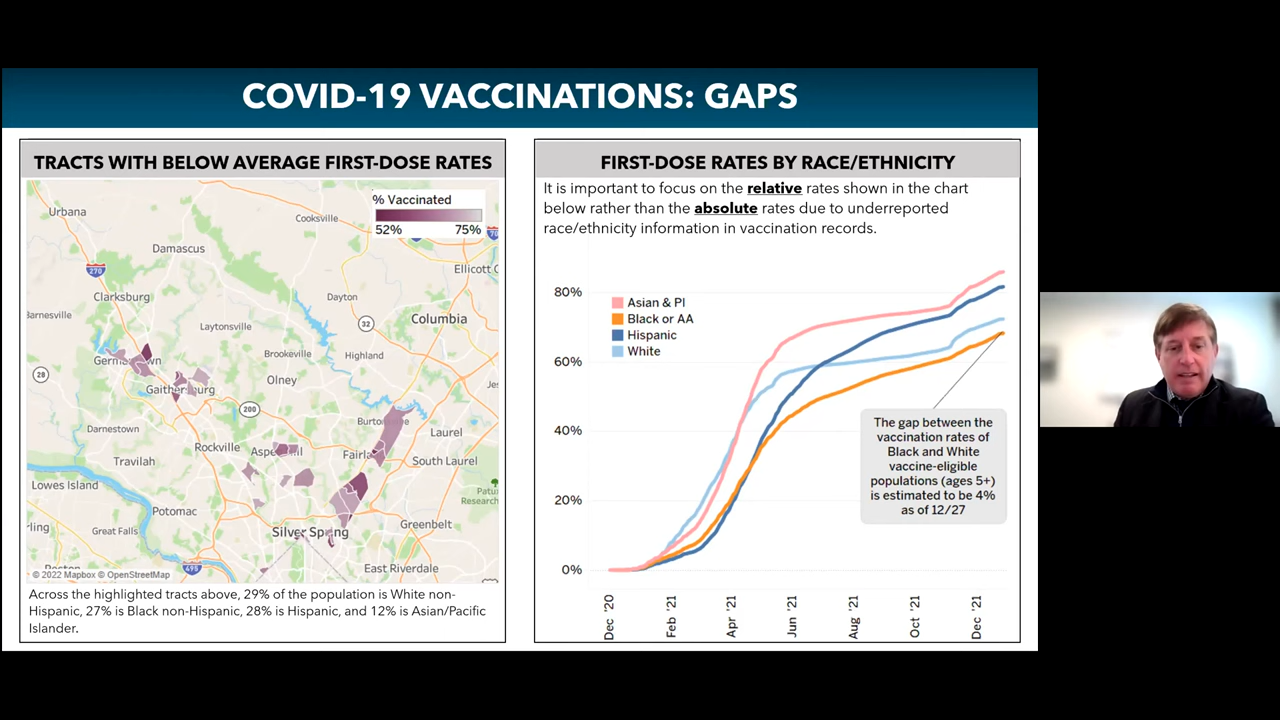 COVID-19 VACCINATIONS: GAPS
TRACTS WITH BELOW AVERAGE FIRST-DOSE RATES
% Vaccinated
52% 75%
Urbana
Cooksville
70
Damascus
270
Ellicott C
Clarksburg
Barnesville
Dayton
32
Columbia
Laytonsville
Brookeville
Highland
Germantown
28
Olney
Gaithersburg
200
Darnestown
Laurel
Rockville
South Laurel
Travilah
Lowes Island
Potomac
Research
Great Falls
Silver Spring
Greenbelt
495
East Riverdale
© 2022 Mapbox © OpenStreetMap
Across the highlighted tracts above, 29% of the population is White non-
Hispanic, 27% is Black non-Hispanic, 28% is Hispanic, and 12% is Asian/Pacific
Islander.
FIRST-DOSE RATES BY RACE/ETHNICITY
It is important to focus on the relative rates shown in the chart
below rather than the absolute rates due to underreported
race/ethnicity information in vaccination records.
80%
60%
40%
20%
0%
Asian & PI
Black or AA
Hispanic
White
The gap between the
vaccination rates of
Black and White
vaccine-eligible
populations (ages 5+)
is estimated to be 4%
as of 12/27
Dec '20
Feb '21
Apr '21
Jun '21
Aug '21
Oct '21
Dec '21